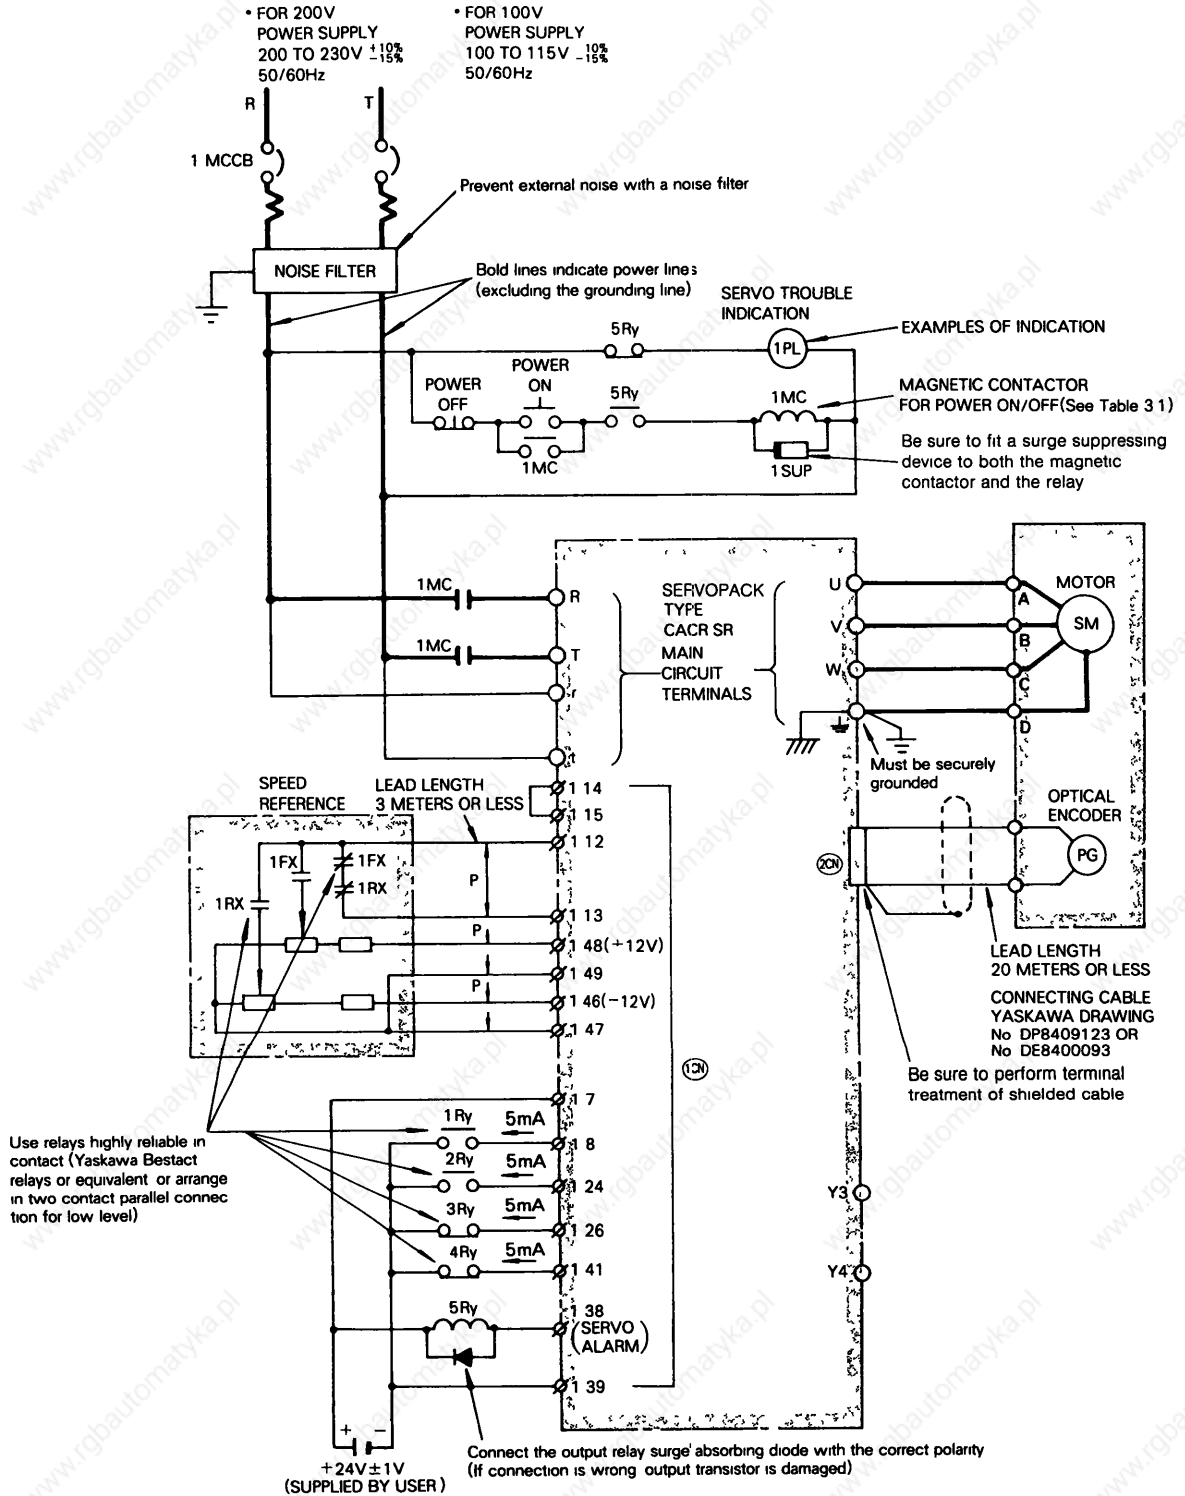 • FOR 200V
POWER SUPPLY
200 TO 230V +10% -15%
50/60Hz
• FOR 100V
POWER SUPPLY
100 TO 115V 10% -15%
50/60Hz
R
T
1 MCCB
Prevent external noise with a noise filter
NOISE FILTER
Bold lines indicate power lines
(excluding the grounding line)
SERVO TROUBLE
INDICATION
5Ry
1PL
EXAMPLES OF INDICATION
POWER
OFF
POWER
ON
5Ry
1MC
1MC
1SUP
MAGNETIC CONTACTOR
FOR POWER ON/OFF(See Table 3 1)
Be sure to fit a surge suppressing
device to both the magnetic
contactor and the relay
1MC
R
1MC
T
r
t
SERVOPACK
TYPE
CACR SR
MAIN
CIRCUIT
TERMINALS
U
V
W
A
B
C
D
MOTOR
SM
Must be securely
grounded
SPEED
REFERENCE
LEAD LENGTH
3 METERS OR LESS
1 14
1 15
1 12
1FX
1FX
1RX
1RX
P
1 13
P
1 48(+12V)
1 49
P
1 46(-12V)
1 47
OPTICAL
ENCODER
2CN
PG
LEAD LENGTH
20 METERS OR LESS
CONNECTING CABLE
YASKAWA DRAWING
No DP8409123 OR
No DE8400093
Be sure to perform terminal
treatment of shielded cable
1CN
Use relays highly reliable in
contact (Yaskawa Bestact
relays or equivalent or arrange
in two contact parallel connec
tion for low level)
1 7
1Ry
5mA
1 8
2Ry
5mA
1 24
3Ry
5mA
1 26
4Ry
5mA
1 41
Y3
Y4
5Ry
1 38
(SERVO
ALARM)
1 39
+ −
+24V±1V
(SUPPLIED BY USER)
Connect the output relay surge absorbing diode with the correct polarity
(If connection is wrong output transistor is damaged)
www.rgbautomatyka.pl